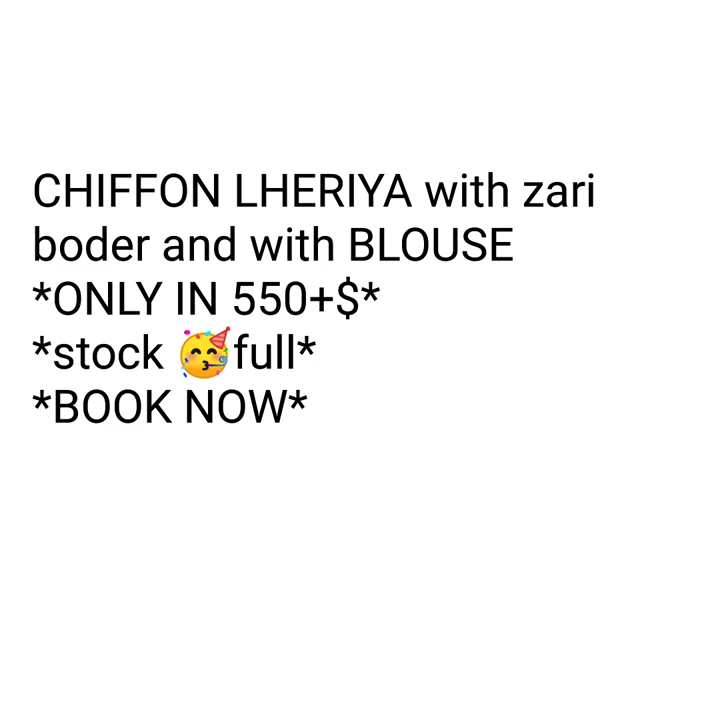 CHIFFON LHERIYA with zari
boder and with BLOUSE
*ONLY IN 550+$*
*stock 🥳full*
*BOOK NOW*